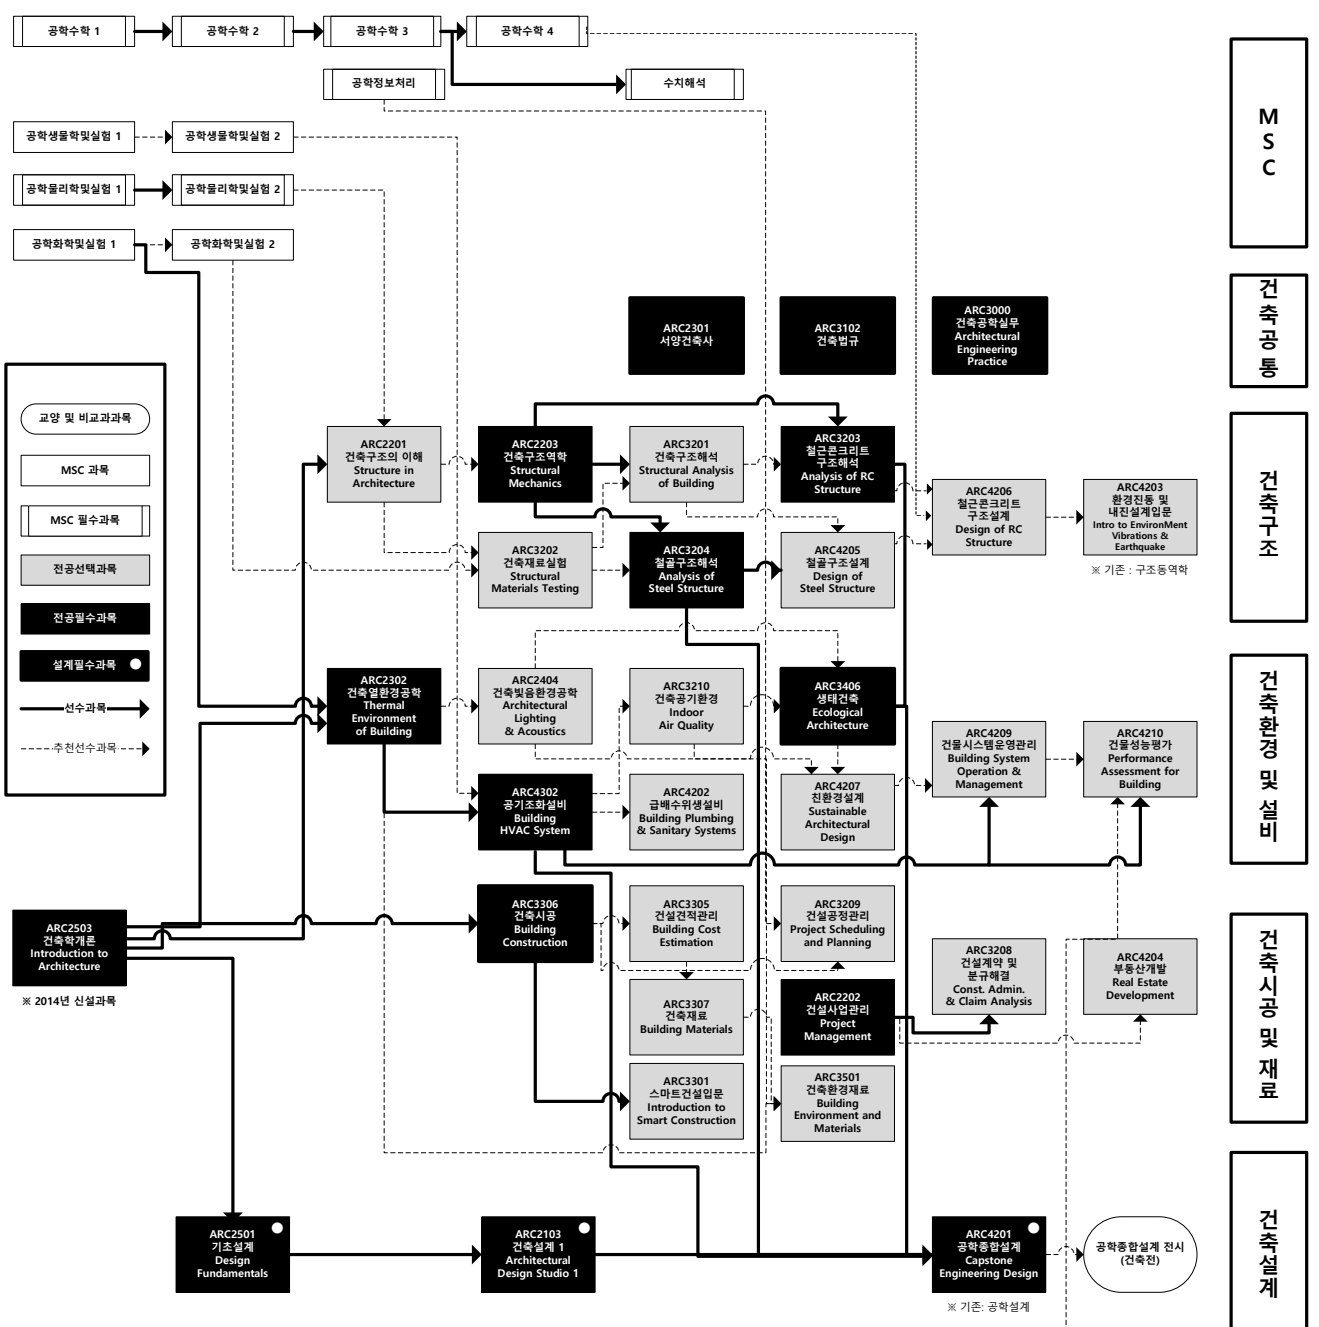 공학수학 1
공학수학 2
공학수학 3
공학수학 4
공학정보처리
수치해석
공학생물학및실험 1
공학생물학및실험 2
공학물리학및실험 1
공학물리학및실험 2
공학화학및실험 1
공학화학및실험 2
M
S
C
ARC2301
서양건축사
ARC3102
건축법규
ARC3000
건축공학실무
Architectural
Engineering
Practice
건
축
공
통
교양 및 비교과과목
MSC 과목
MSC 필수과목
전공선택과목
전공필수과목
설계필수과목
선수과목
추천선수과목
ARC2201
건축구조의 이해
Structure in
Architecture
ARC2203
건축구조역학
Structural
Mechanics
ARC3201
건축구조해석
Structural Analysis
of Building
ARC3203
철근콘크리트
구조해석
Analysis of RC
Structure
ARC4206
철근콘크리트
구조설계
Design of RC
Structure
ARC4203
환경진동 및
내진설계입문
Intro to EnvironMent
Vibrations &
Earthquake
※ 기존 : 구조동역학
ARC3202
건축재료실험
Structural
Materials Testing
ARC3204
철골구조해석
Analysis of
Steel Structure
ARC4205
철골구조설계
Design of
Steel Structure
건
축
구
조
ARC2302
건축열환경공학
Thermal
Environment
of Building
ARC2404
건축빛음환경공학
Architectural
Lighting
& Acoustics
ARC3210
건축공기환경
Indoor
Air Quality
ARC3406
생태건축
Ecological
Architecture
ARC4209
건물시스템운영관리
Building System
Operation &
Management
ARC4210
건물성능평가
Performance
Assessment for
Building
ARC4302
공기조화설비
Building
HVAC System
ARC4202
급배수위생설비
Building Plumbing
& Sanitary Systems
ARC4207
친환경설계
Sustainable
Architectural
Design
건
축
환
경
및
설
비
ARC2503
건축학개론
Introduction to
Architecture
※ 2014년 신설과목
ARC3306
건축시공
Building
Construction
ARC3305
건설견적관리
Building Cost
Estimation
ARC3209
건설공정관리
Project Scheduling
and Planning
ARC3208
건설계약 및
분규해결
Const. Admin.
& Claim Analysis
ARC4204
부동산개발
Real Estate
Development
ARC3307
건축재료
Building Materials
ARC2202
건설사업관리
Project
Management
ARC3301
스마트건설입문
Introduction to
Smart Construction
ARC3501
건축환경재료
Building
Environment and
Materials
건
축
시
공
및
재
료
ARC2501
기초설계
Design
Fundamentals
ARC2103
건축설계 1
Architectural
Design Studio 1
ARC4201
공학종합설계
Capstone
Engineering Design
※ 기존: 공학설계
공학종합설계 전시
(건축전)
건
축
설
계